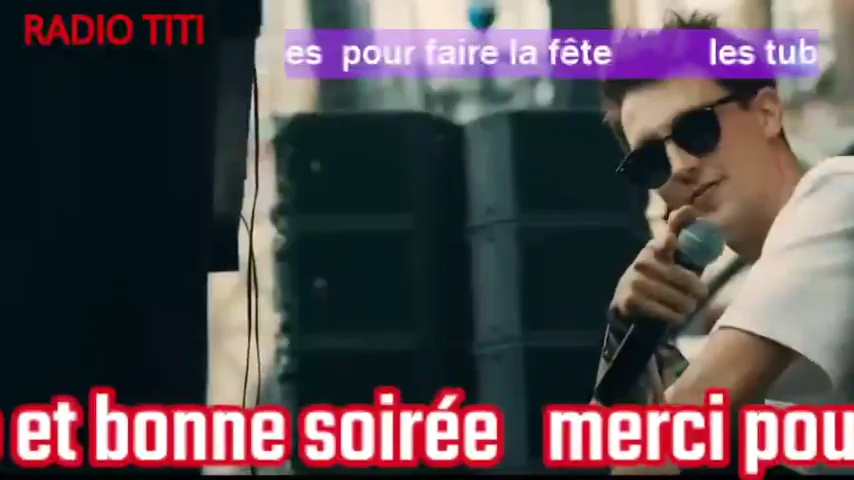 RADIO TITI
es pour faire la fête les tub
et bonne soirée merci pou